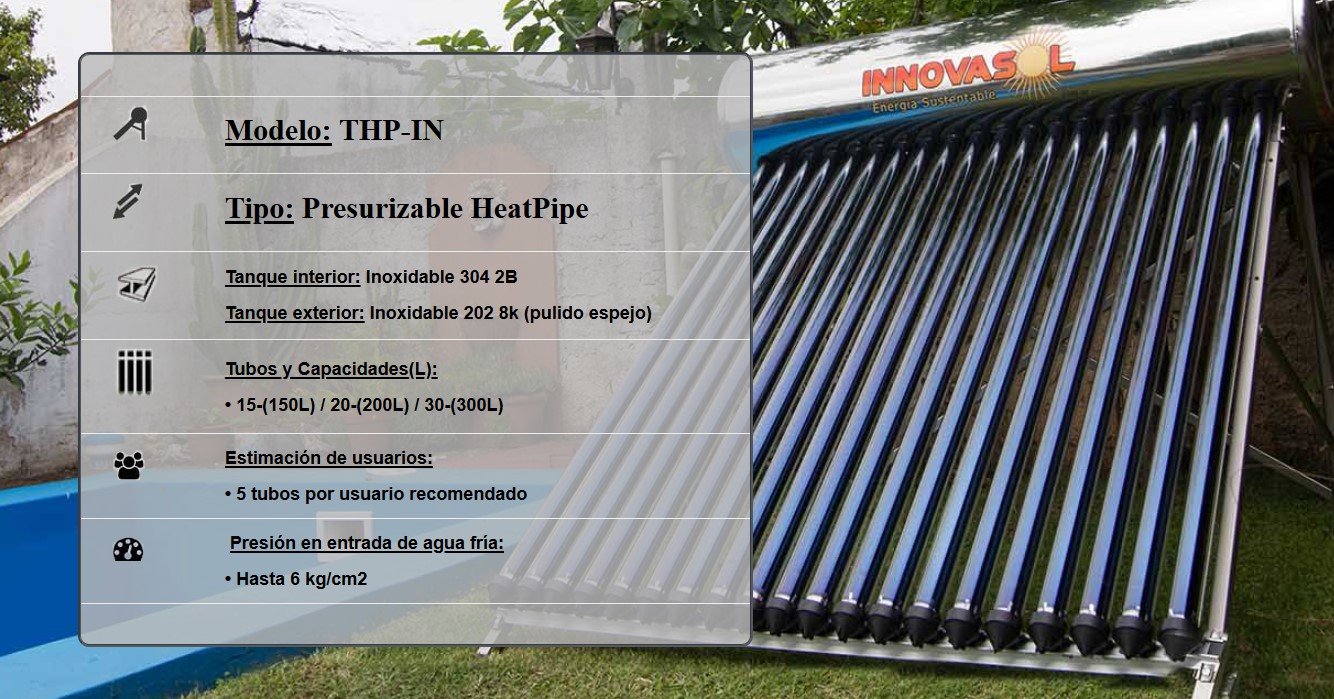 INNOVASOL
Energía Sustentable
Modelo: THP-IN
Tipo: Presurizable HeatPipe
Tanque interior: Inoxidable 304 2B
Tanque exterior: Inoxidable 202 8k (pulido espejo)
Tubos y Capacidades(L):
• 15-(150L) / 20-(200L) / 30-(300L)
Estimación de usuarios:
• 5 tubos por usuario recomendado
Presión en entrada de agua fría:
• Hasta 6 kg/cm2